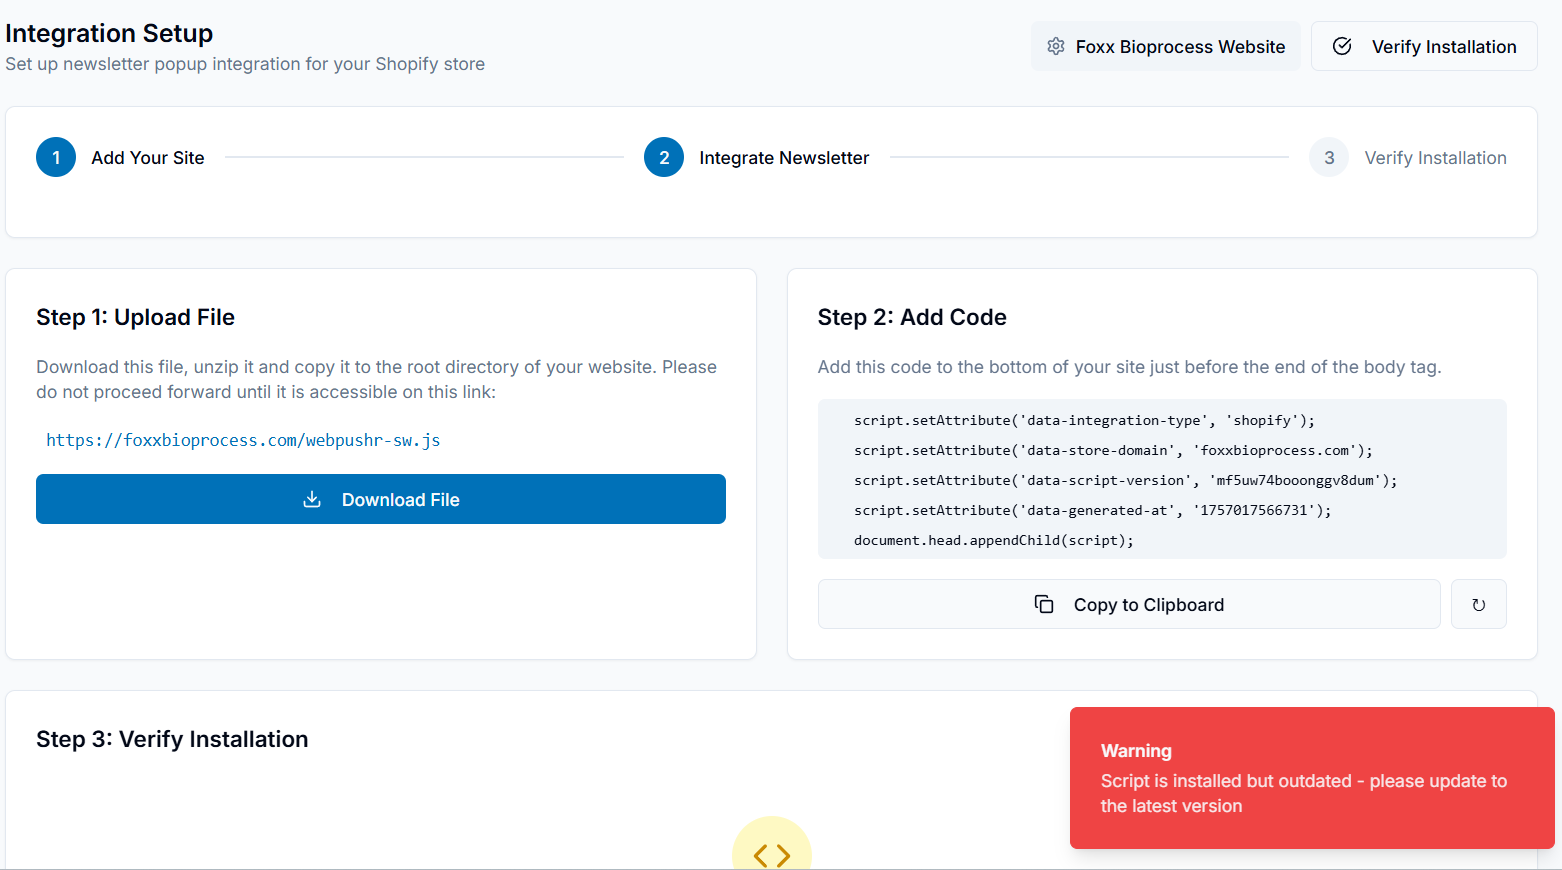 Integration Setup
Set up newsletter popup integration for your Shopify store
Foxx Bioprocess Website
Verify Installation
1 Add Your Site
2 Integrate Newsletter
3 Verify Installation
Step 1: Upload File
Download this file, unzip it and copy it to the root directory of your website. Please
do not proceed forward until it is accessible on this link:
https://foxxbioprocess.com/webpushr-sw.js
Download File
Step 2: Add Code
Add this code to the bottom of your site just before the end of the body tag.
script.setAttribute('data-integration-type', 'shopify');
script.setAttribute('data-store-domain', 'foxxbioprocess.com');
script.setAttribute('data-script-version', 'mf5uw74booonggv8dum');
script.setAttribute('data-generated-at', '1757017566731');
document.head.appendChild(script);
Copy to Clipboard
↻
Step 3: Verify Installation
<>
Warning
Script is installed but outdated - please update to
the latest version